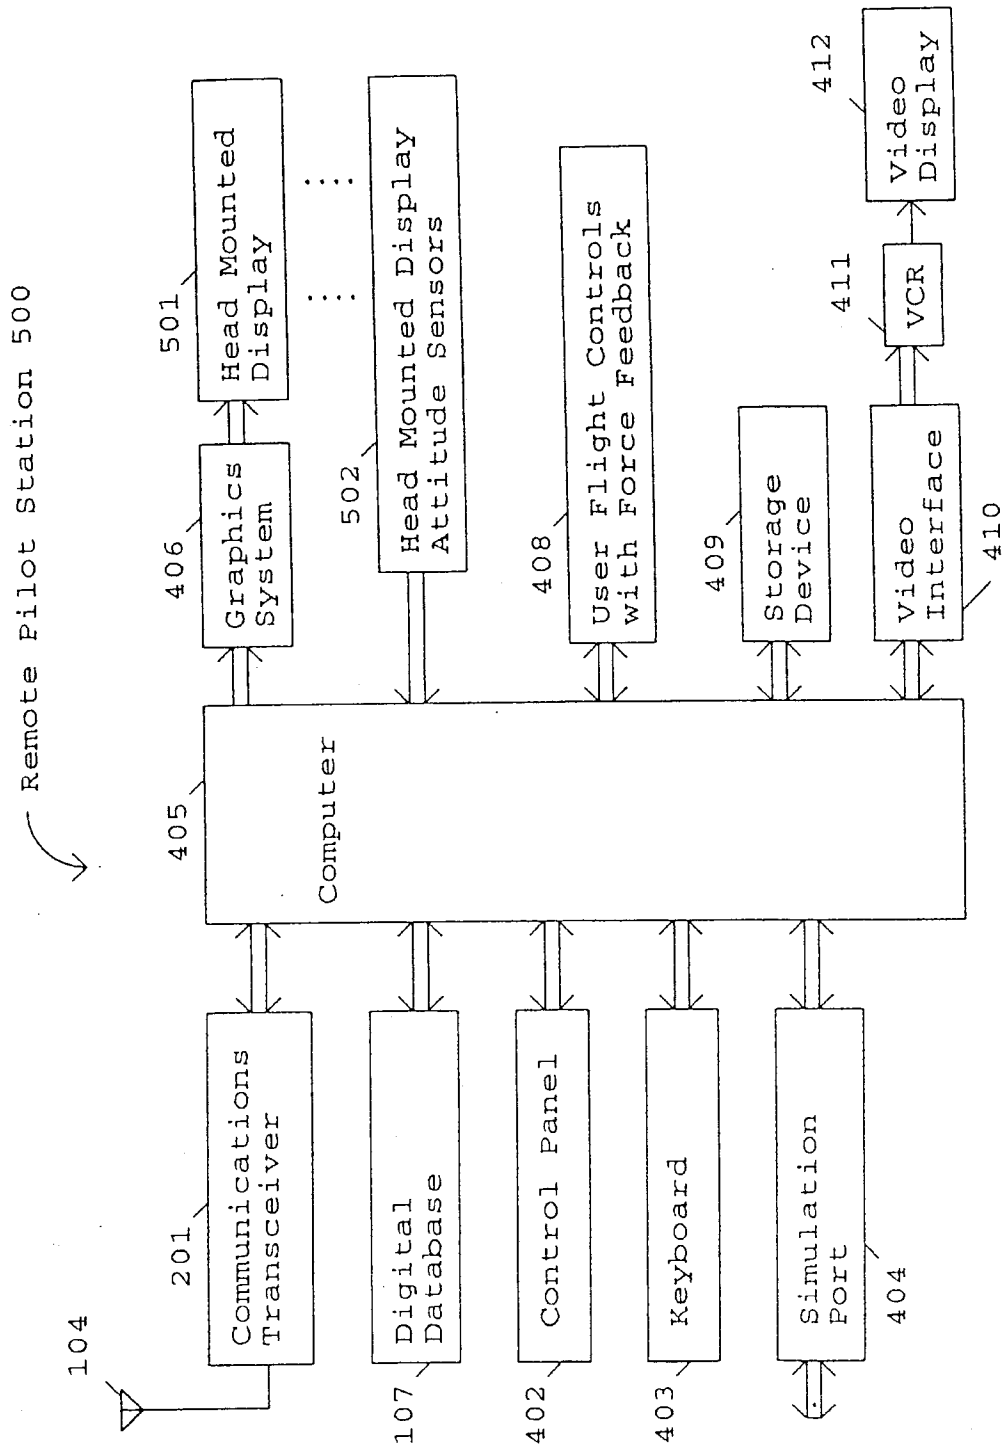 Remote Pilot Station 500
104
201
Communications
Transceiver
107
Digital
Database
402
Control Panel
403
Keyboard
404
Simulation
Port
405
Computer
406
Graphics
System
501
Head Mounted
Display
502
Head Mounted Display
Attitude Sensors
408
User Flight Controls
with Force Feedback
409
Storage
Device
410
Video
Interface
411
VCR
412
Video
Display